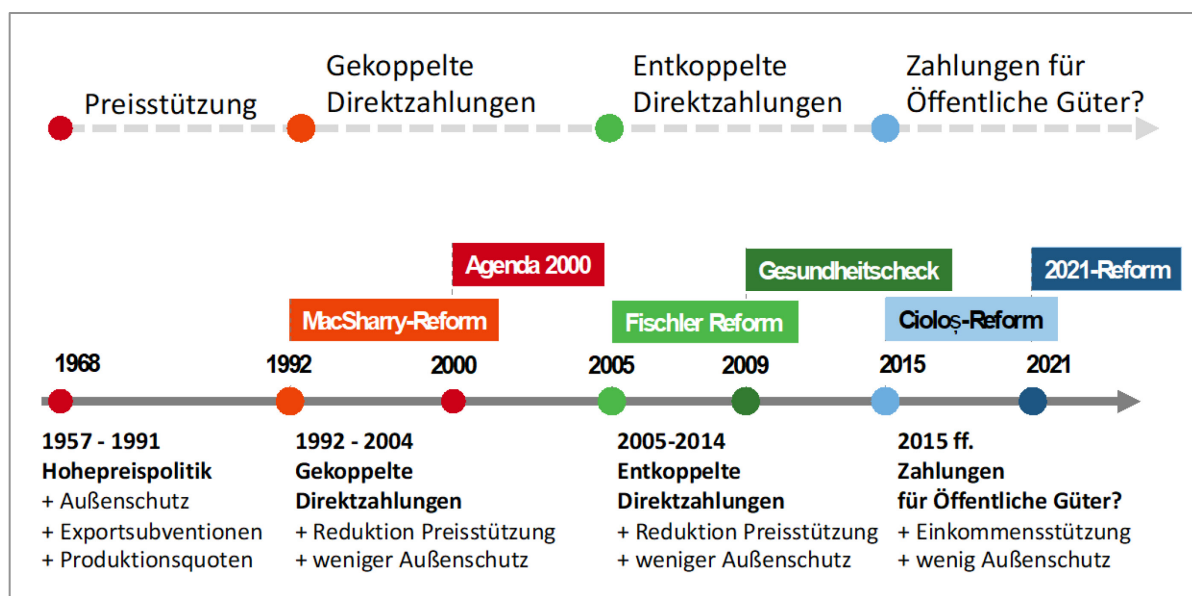 Preisstützung
Gekoppelte
Direktzahlungen
Entkoppelte
Direktzahlungen
Zahlungen für
Öffentliche Güter?
Agenda 2000
Gesundheitscheck
2021-Reform
MacSharry-Reform
Fischler Reform
Cioloș-Reform
1968
1992
2000
2005
2009
2015
2021
1957 - 1991
Hohepreispolitik
+ Außenschutz
+ Exportsubventionen
+ Produktionsquoten
1992 - 2004
Gekoppelte
Direktzahlungen
+ Reduktion Preisstützung
+ weniger Außenschutz
2005-2014
Entkoppelte
Direktzahlungen
+ Reduktion Preisstützung
+ weniger Außenschutz
2015 ff.
Zahlungen
für Öffentliche Güter?
+ Einkommensstützung
+ wenig Außenschutz